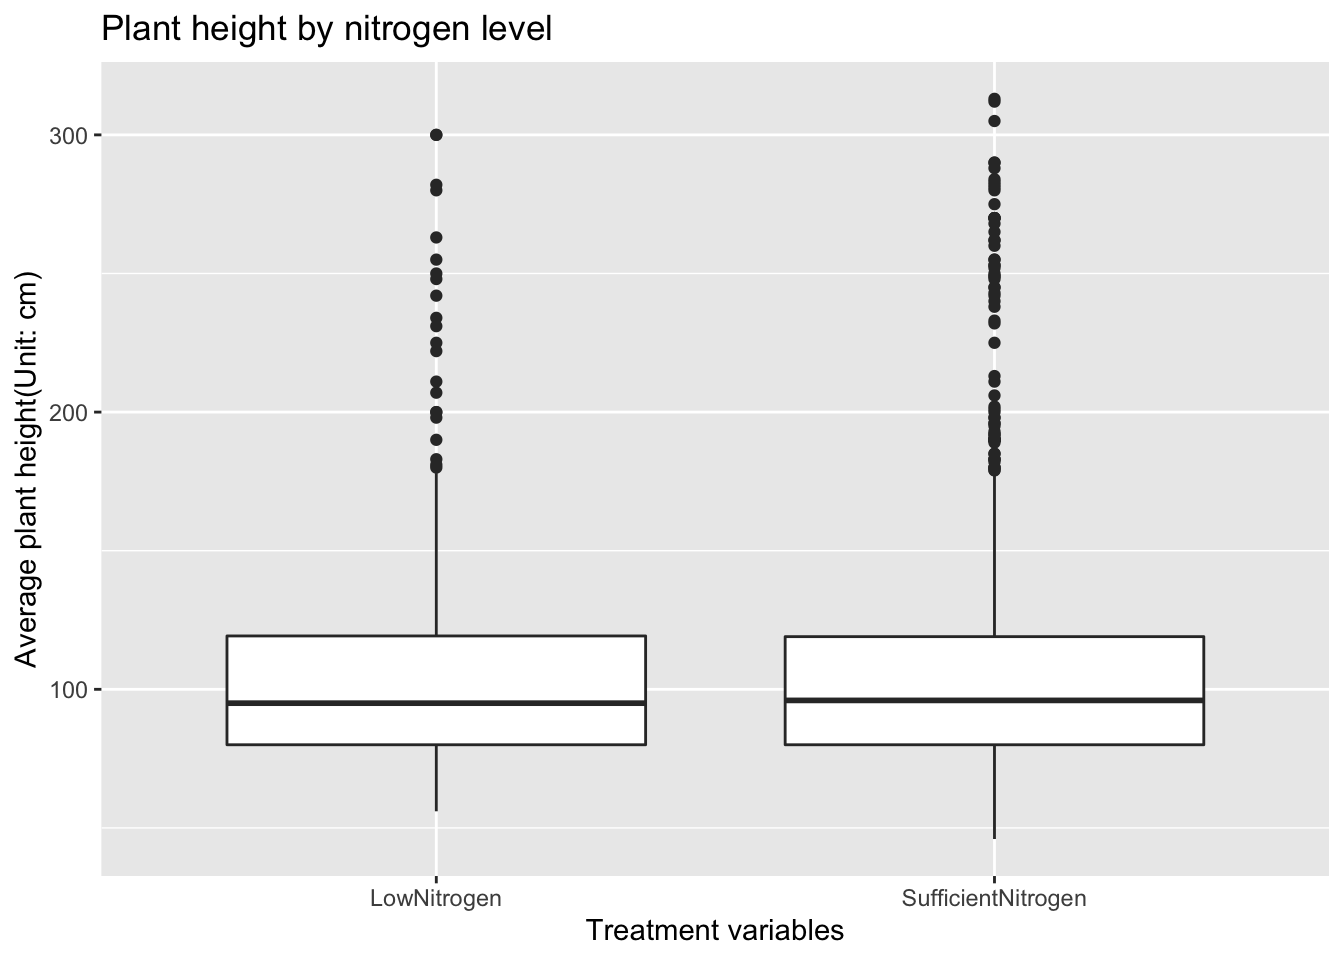 Plant height by nitrogen level
Average plant height(Unit: cm)
300
200
100
LowNitrogen
SufficientNitrogen
Treatment variables